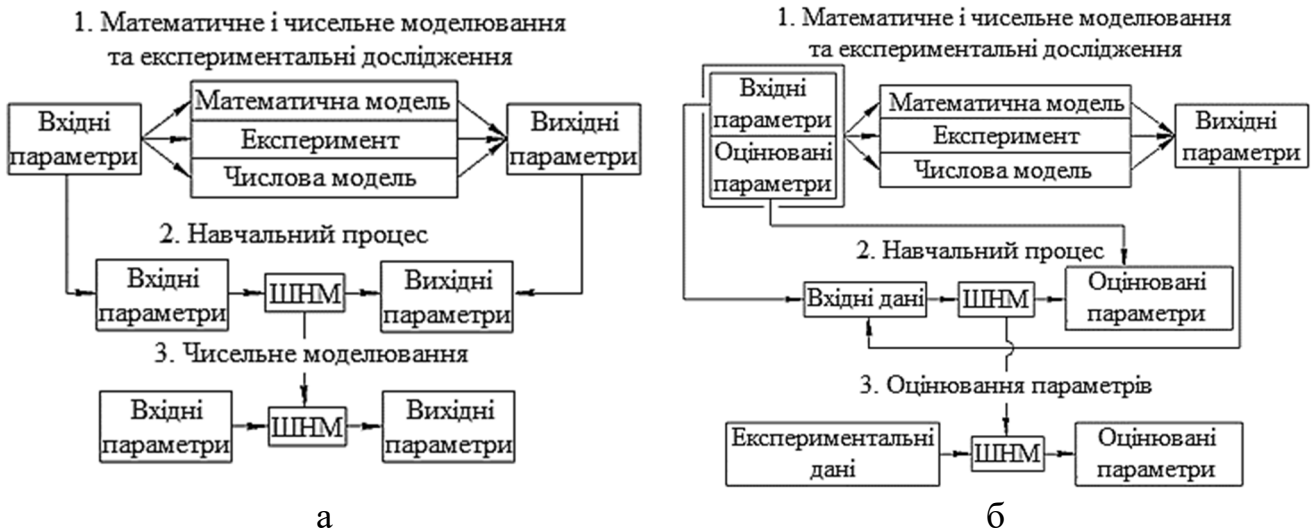 1. Математичне і чисельне моделювання
та експериментальні дослідження
Вхідні
параметри
Математична модель
Експеримент
Числова модель
Вихідні
параметри
2. Навчальний процес
Вхідні
параметри
ШНМ
Вихідні
параметри
3. Чисельне моделювання
Вхідні
параметри
ШНМ
Вихідні
параметри
а
1. Математичне і чисельне моделювання
та експериментальні дослідження
Вхідні
параметри
Оцінювані
параметри
Математична модель
Експеримент
Числова модель
Вихідні
параметри
2. Навчальний процес
Вхідні дані
ШНМ
Оцінювані
параметри
3. Оцінювання параметрів
Експериментальні
дані
ШНМ
Оцінювані
параметри
б